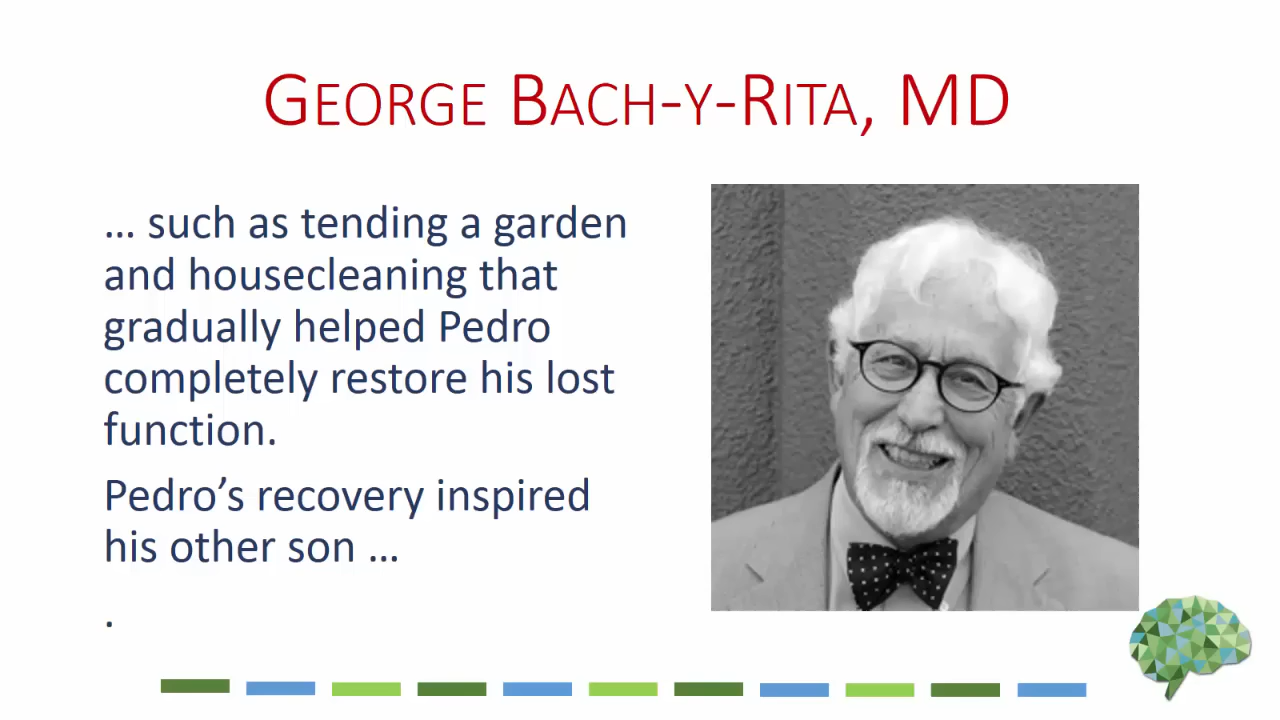 GEORGE BACH-Y-RITA, MD
… such as tending a garden
and housecleaning that
gradually helped Pedro
completely restore his lost
function.
Pedro’s recovery inspired
his other son …
.